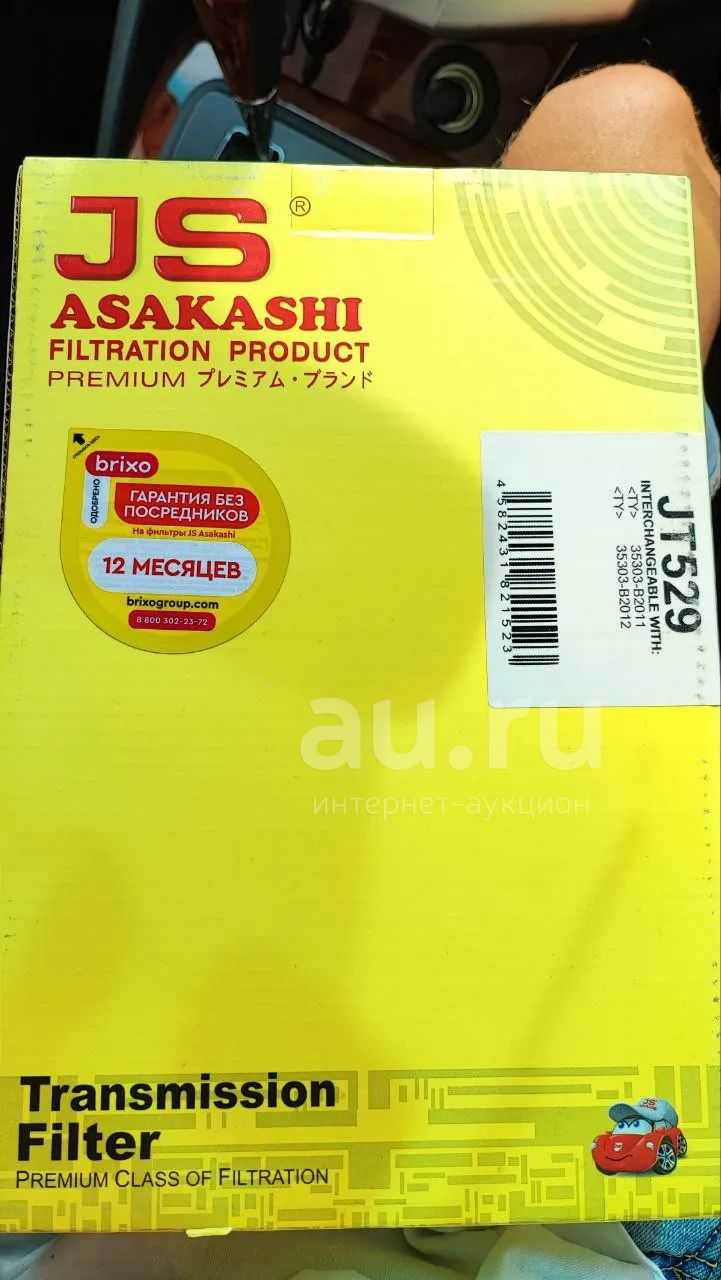 JS®
ASAKASHI
FILTRATION PRODUCT
PREMIUM プレミアム・ブランド
brixo
ОДОБРЕНО
ГАРАНТИЯ БЕЗ
ПОСРЕДНИКОВ
На фильтры JS Asakashi
12 МЕСЯЦЕВ
brixogroup.com
8 800 302-23-72
JT529
INTERCHANGEABLE WITH:
<TY> 35303-B2011
<TY> 35303-B2012
4 582431 821523
au.ru
интернет-аукцион
Transmission
Filter
PREMIUM CLASS OF FILTRATION
JS